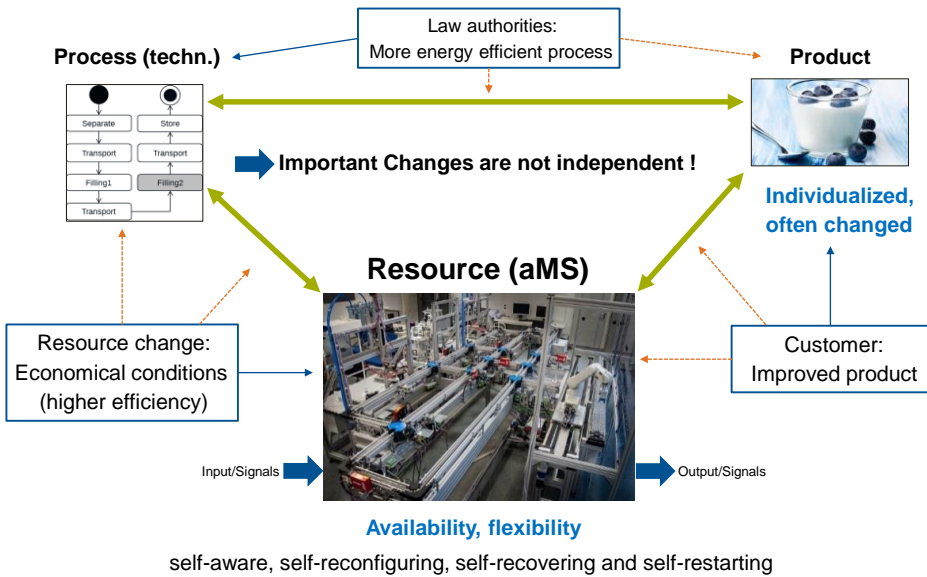 Law authorities:
More energy efficient process
Process (techn.)
Product
Separate
Store
Transport
Transport
Filling1
Filling2
Transport
Important Changes are not independent !
Individualized,
often changed
Resource (aMS)
Resource change:
Economical conditions
(higher efficiency)
Customer:
Improved product
Input/Signals
Output/Signals
Availability, flexibility
self-aware, self-reconfiguring, self-recovering and self-restarting